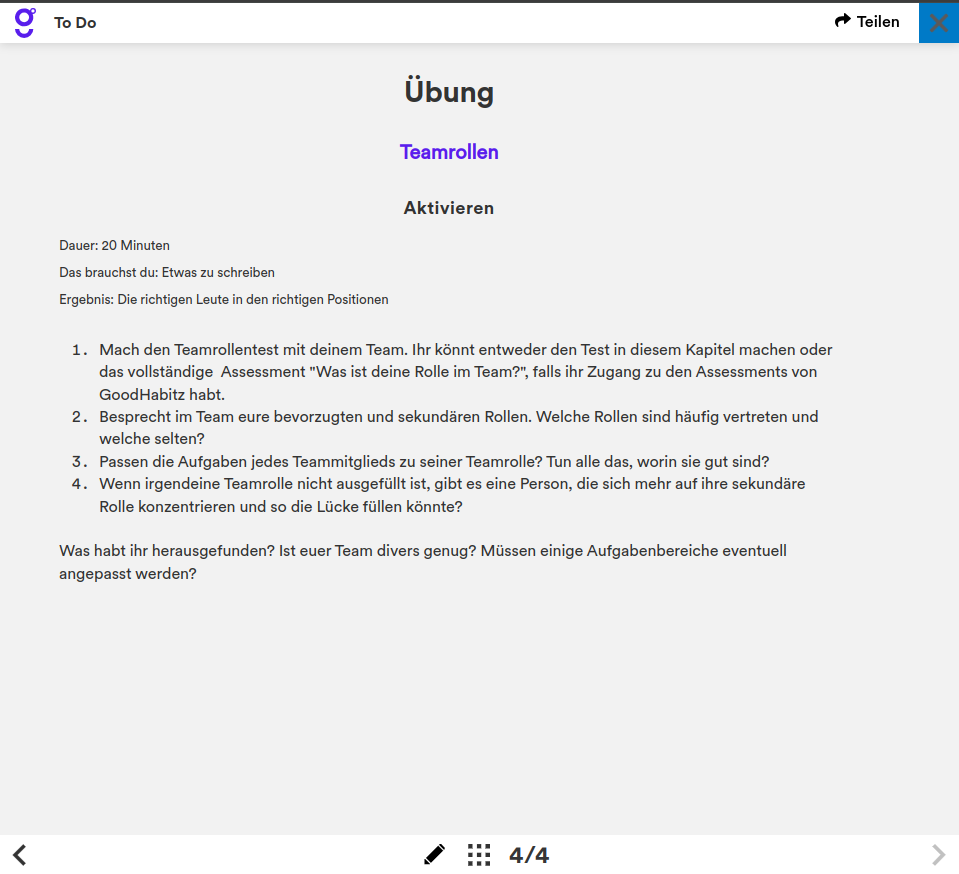 To Do
Teilen
Übung
Teamrollen
Aktivieren
Dauer: 20 Minuten
Das brauchst du: Etwas zu schreiben
Ergebnis: Die richtigen Leute in den richtigen Positionen
1. Mach den Teamrollentest mit deinem Team. Ihr könnt entweder den Test in diesem Kapitel machen oder
das vollständige  Assessment "Was ist deine Rolle im Team?", falls ihr Zugang zu den Assessments von
GoodHabitz habt.
2. Besprecht im Team eure bevorzugten und sekundären Rollen. Welche Rollen sind häufig vertreten und
welche selten?
3. Passen die Aufgaben jedes Teammitglieds zu seiner Teamrolle? Tun alle das, worin sie gut sind?
4. Wenn irgendeine Teamrolle nicht ausgefüllt ist, gibt es eine Person, die sich mehr auf ihre sekundäre
Rolle konzentrieren und so die Lücke füllen könnte?
Was habt ihr herausgefunden? Ist euer Team divers genug? Müssen einige Aufgabenbereiche eventuell
angepasst werden?
4/4